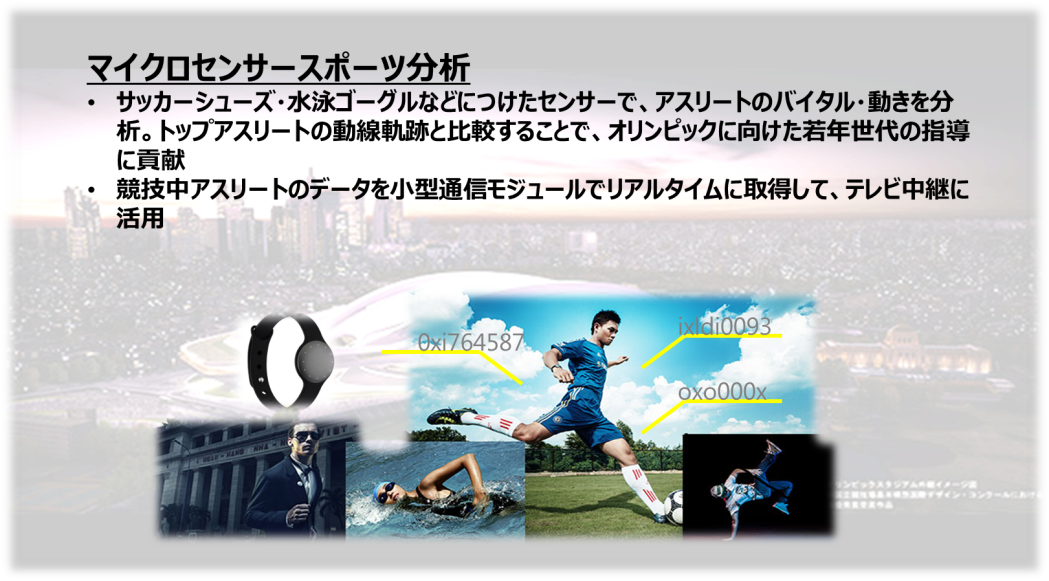 マイクロセンサースポーツ分析
• サッカーシューズ・水泳ゴーグルなどにつけたセンサーで、アスリートのバイタル・動きを分
析。トップアスリートの動線軌跡と比較することで、オリンピックに向けた若年世代の指導
に貢献
• 競技中アスリートのデータを小型通信モジュールでリアルタイムに取得して、テレビ中継に
活用
0xi764587
ixidi0093
oxo000x